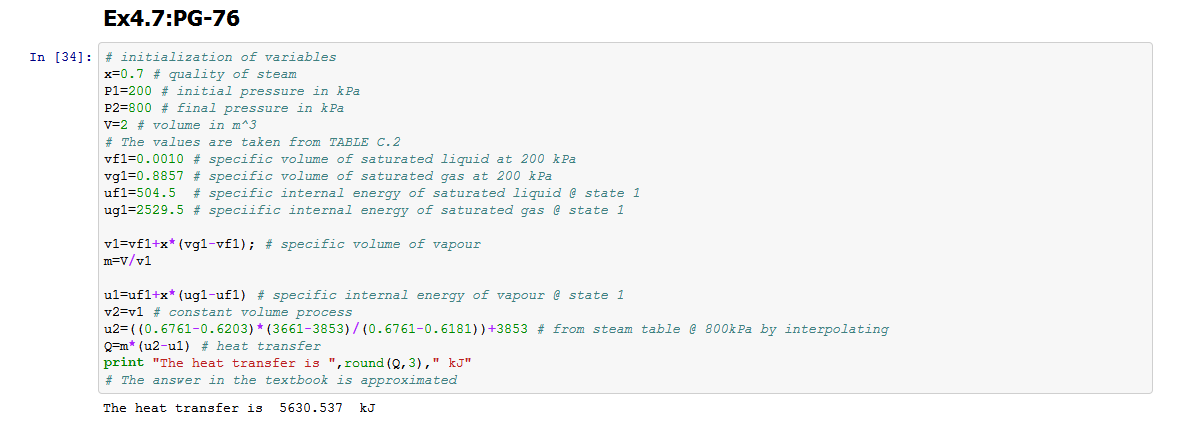 Ex4.7:PG-76
In [34]: # initialization of variables
x=0.7 # quality of steam
P1=200 # initial pressure in kPa
P2=800 # final pressure in kPa
V=2 # volume in m^3
# The values are taken from TABLE C.2
vf1=0.0010 # specific volume of saturated liquid at 200 kPa
vg1=0.8857 # specific volume of saturated gas at 200 kPa
uf1=504.5  # specific internal energy of saturated liquid @ state 1
ug1=2529.5 # speciific internal energy of saturated gas @ state 1
v1=vf1+x*(vg1-vf1); # specific volume of vapour
m=V/v1
u1=uf1+x*(ug1-uf1) # specific internal energy of vapour @ state 1
v2=v1 # constant volume process
u2=((0.6761-0.6203)*(3661-3853)/(0.6761-0.6181))+3853 # from steam table @ 800kPa by interpolating
Q=m*(u2-u1) # heat transfer
print "The heat transfer is ",round(Q,3)," kJ"
# The answer in the textbook is approximated
The heat transfer is  5630.537  kJ